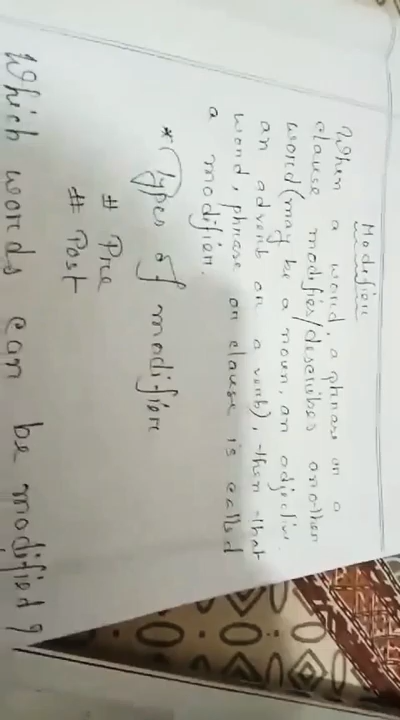 Modifier
When a word, a phrase or a
clause modifies/describes another
word (may be a noun, an adjective.
an adverb or a verb), then that
word, phrase or clause is called
a modifier.
* Types of modifier
# Pre
# Post
Which words can be modified?